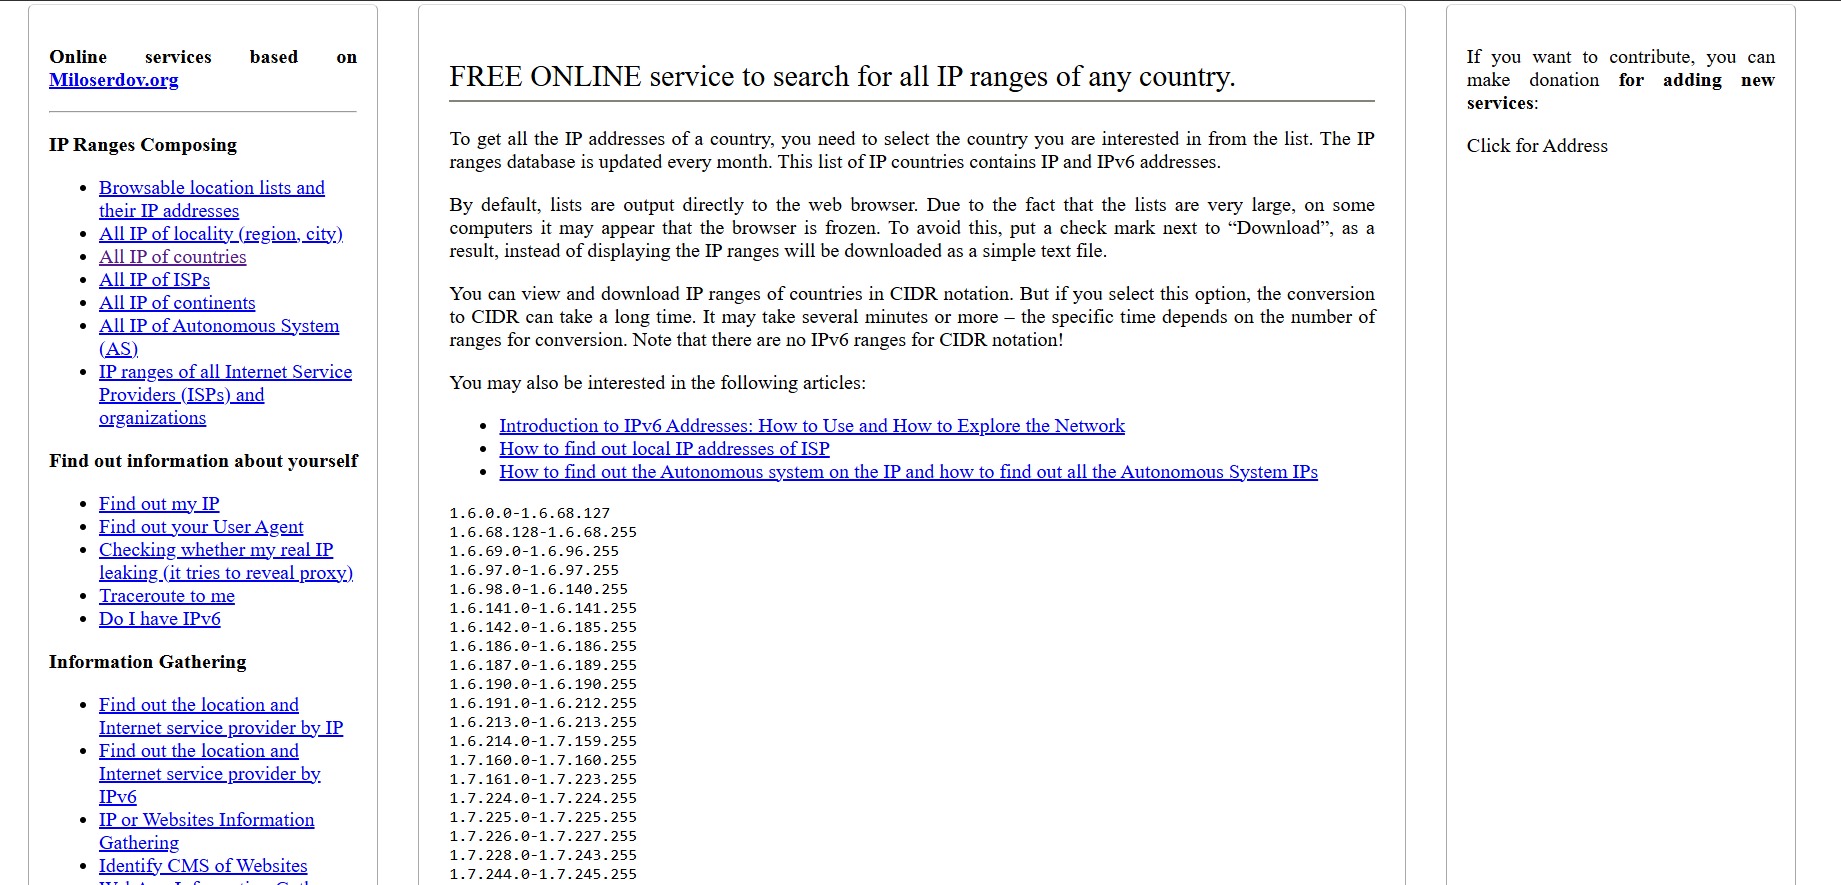 Online services based on
Miloserdov.org
IP Ranges Composing
Browsable location lists and
their IP addresses
All IP of locality (region, city)
All IP of countries
All IP of ISPs
All IP of continents
All IP of Autonomous System
(AS)
IP ranges of all Internet Service
Providers (ISPs) and
organizations
Find out information about yourself
Find out my IP
Find out your User Agent
Checking whether my real IP
leaking (it tries to reveal proxy)
Traceroute to me
Do I have IPv6
Information Gathering
Find out the location and
Internet service provider by IP
Find out the location and
Internet service provider by
IPv6
IP or Websites Information
Gathering
Identify CMS of Websites
FREE ONLINE service to search for all IP ranges of any country.
To get all the IP addresses of a country, you need to select the country you are interested in from the list. The IP
ranges database is updated every month. This list of IP countries contains IP and IPv6 addresses.
By default, lists are output directly to the web browser. Due to the fact that the lists are very large, on some
computers it may appear that the browser is frozen. To avoid this, put a check mark next to “Download”, as a
result, instead of displaying the IP ranges will be downloaded as a simple text file.
You can view and download IP ranges of countries in CIDR notation. But if you select this option, the conversion
to CIDR can take a long time. It may take several minutes or more – the specific time depends on the number of
ranges for conversion. Note that there are no IPv6 ranges for CIDR notation!
You may also be interested in the following articles:
Introduction to IPv6 Addresses: How to Use and How to Explore the Network
How to find out local IP addresses of ISP
How to find out the Autonomous system on the IP and how to find out all the Autonomous System IPs
1.6.0.0-1.6.68.127
1.6.68.128-1.6.68.255
1.6.69.0-1.6.96.255
1.6.97.0-1.6.97.255
1.6.98.0-1.6.140.255
1.6.141.0-1.6.141.255
1.6.142.0-1.6.185.255
1.6.186.0-1.6.186.255
1.6.187.0-1.6.189.255
1.6.190.0-1.6.190.255
1.6.191.0-1.6.212.255
1.6.213.0-1.6.213.255
1.6.214.0-1.7.159.255
1.7.160.0-1.7.160.255
1.7.161.0-1.7.223.255
1.7.224.0-1.7.224.255
1.7.225.0-1.7.225.255
1.7.226.0-1.7.227.255
1.7.228.0-1.7.243.255
1.7.244.0-1.7.245.255
If you want to contribute, you can
make donation for adding new
services:
Click for Address